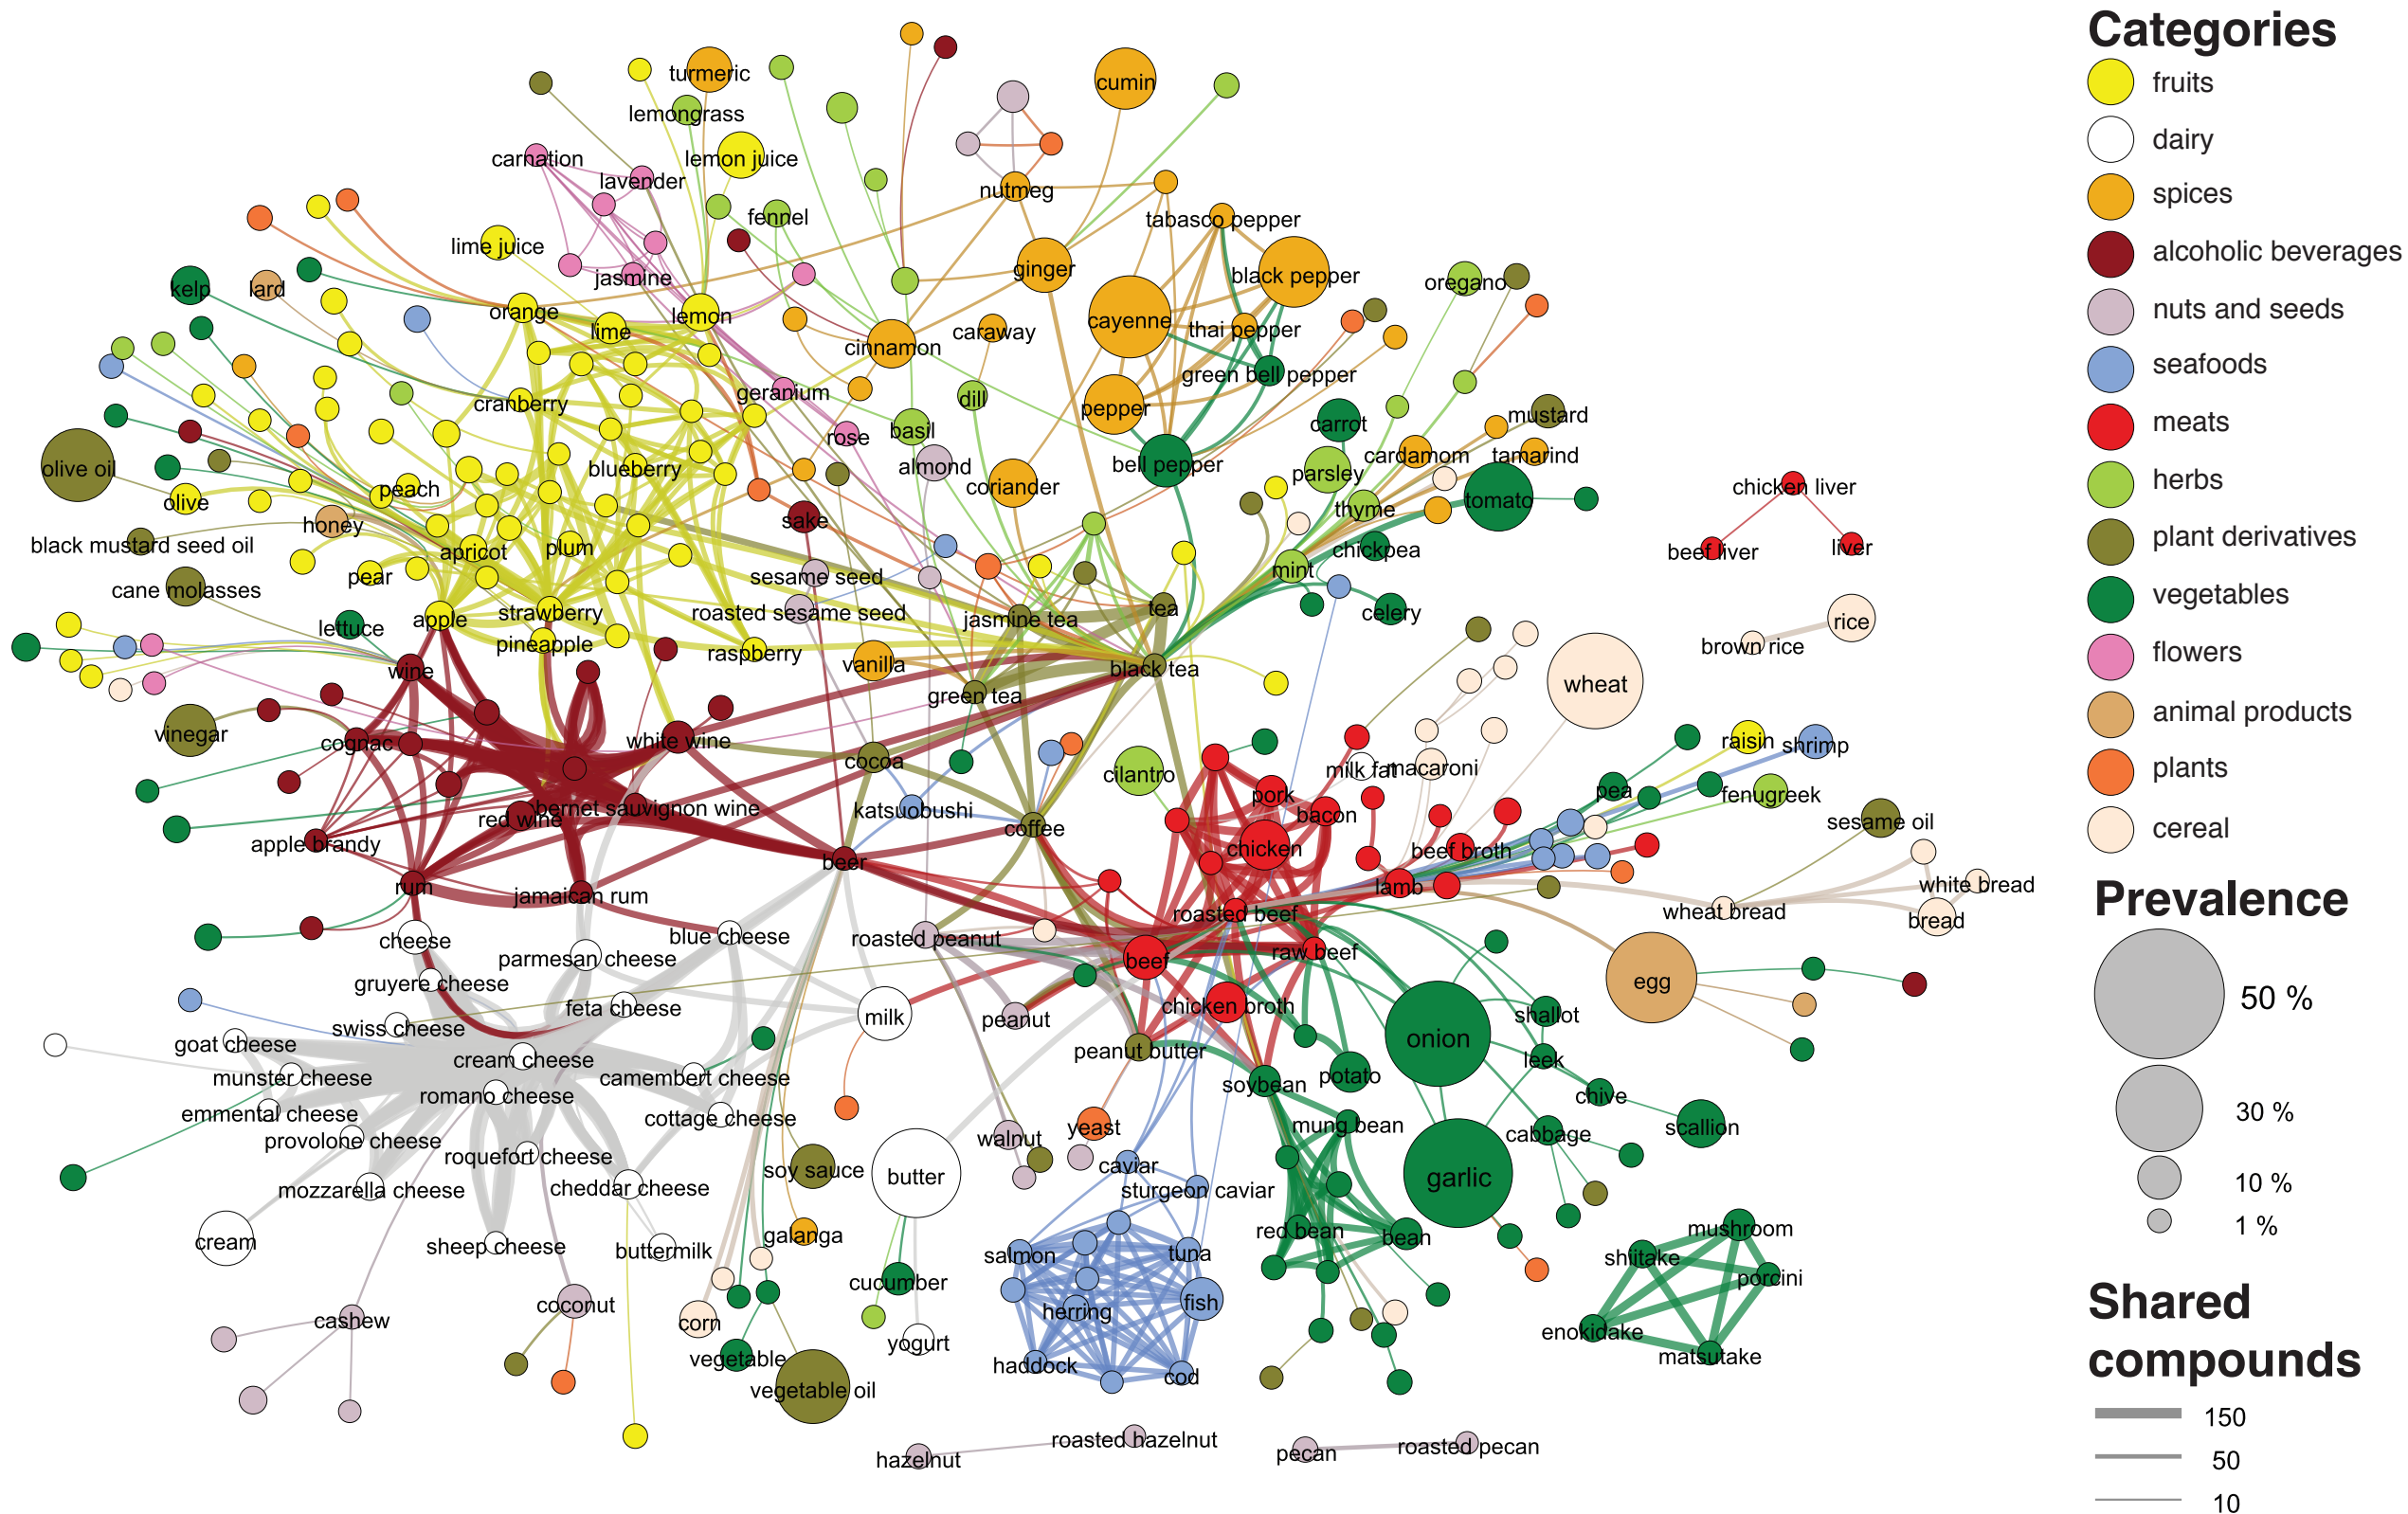 Categories
fruits
dairy
spices
alcoholic beverages
nuts and seeds
seafoods
meats
herbs
plant derivatives
vegetables
flowers
animal products
plants
cereal
Prevalence
50 %
30 %
10 %
1 %
Shared
compounds
150
50
10
turmeric
cumin
lemongrass
carnation
lemon juice
lavender
nutmeg
fennel
tabasco pepper
lime juice
jasmine
ginger
black pepper
oregano
kelp
lard
orange
lemon
lime
cayenne
thai pepper
caraway
cinnamon
green bell pepper
geranium
cranberry
dill
pepper
mustard
carrot
rose
basil
cardamom
tamarind
olive oil
blueberry
almond
bell pepper
parsley
peach
coriander
chicken liver
olive
tomato
honey
sake
thyme
black mustard seed oil
apricot
plum
chickpea
beef liver
liver
pear
sesame seed
mint
cane molasses
apple
strawberry
roasted sesame seed
jasmine tea
tea
celery
rice
lettuce
pineapple
raspberry
brown rice
wine
vanilla
black tea
green tea
wheat
vinegar
cognac
white wine
raisin
shrimp
cocoa
cilantro
milk fat
macaroni
pork
pea
fenugreek
bernet sauvignon wine
red wine
katsuobushi
coffee
bacon
sesame oil
apple brandy
beer
chicken
beef broth
rum
jamaican rum
lamb
white bread
roasted beef
wheat bread
bread
cheese
blue cheese
roasted peanut
parmesan cheese
beef
raw beef
gruyere cheese
egg
feta cheese
milk
peanut
chicken broth
shallot
swiss cheese
goat cheese
onion
cream cheese
peanut butter
leek
munster cheese
camembert cheese
soybean
potato
romano cheese
chive
emmental cheese
cottage cheese
mung bean
scallion
provolone cheese
walnut
yeast
cabbage
roquefort cheese
caviar
soy sauce
butter
garlic
mozzarella cheese
cheddar cheese
sturgeon caviar
mushroom
cream
sheep cheese
buttermilk
galanga
salmon
tuna
red bean
bean
shiitake
porcini
cucumber
coconut
herring
fish
cashew
corn
yogurt
enokidake
vegetable
haddock
cod
matsutake
vegetable oil
hazelnut
roasted hazelnut
pecan
roasted pecan